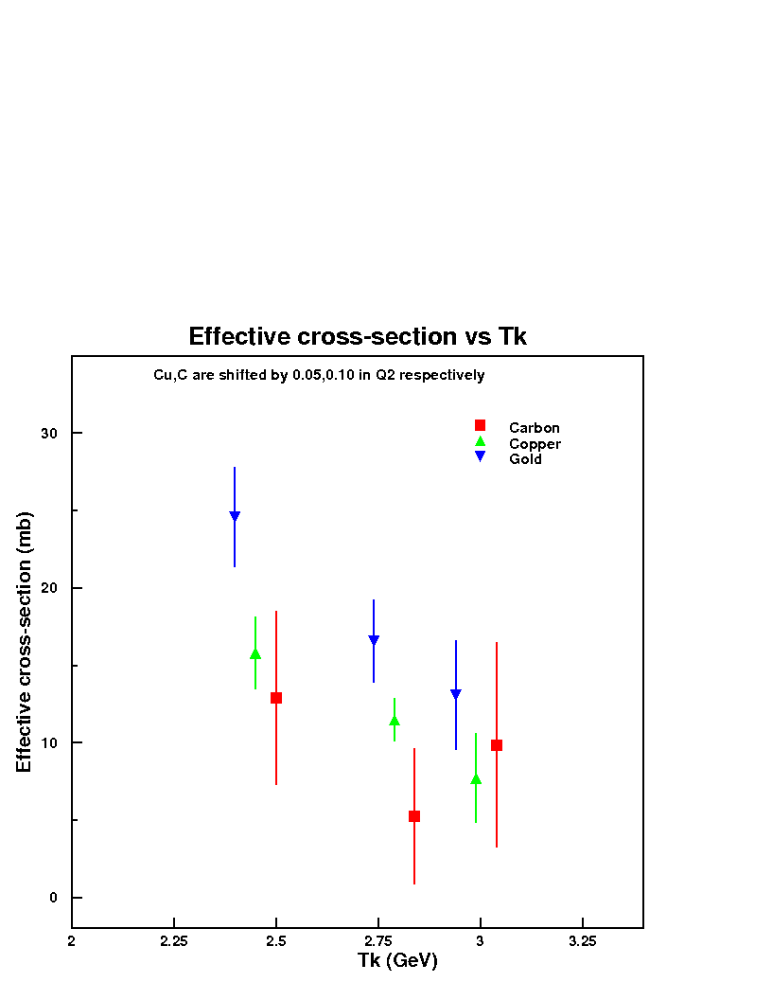 Effective cross-section vs Tk
Cu,C are shifted by 0.05,0.10 in Q2 respectively
Carbon
Copper
Gold
Effective cross-section (mb)
30
20
10
0
2 2.25 2.5 2.75 3 3.25
Tk (GeV)